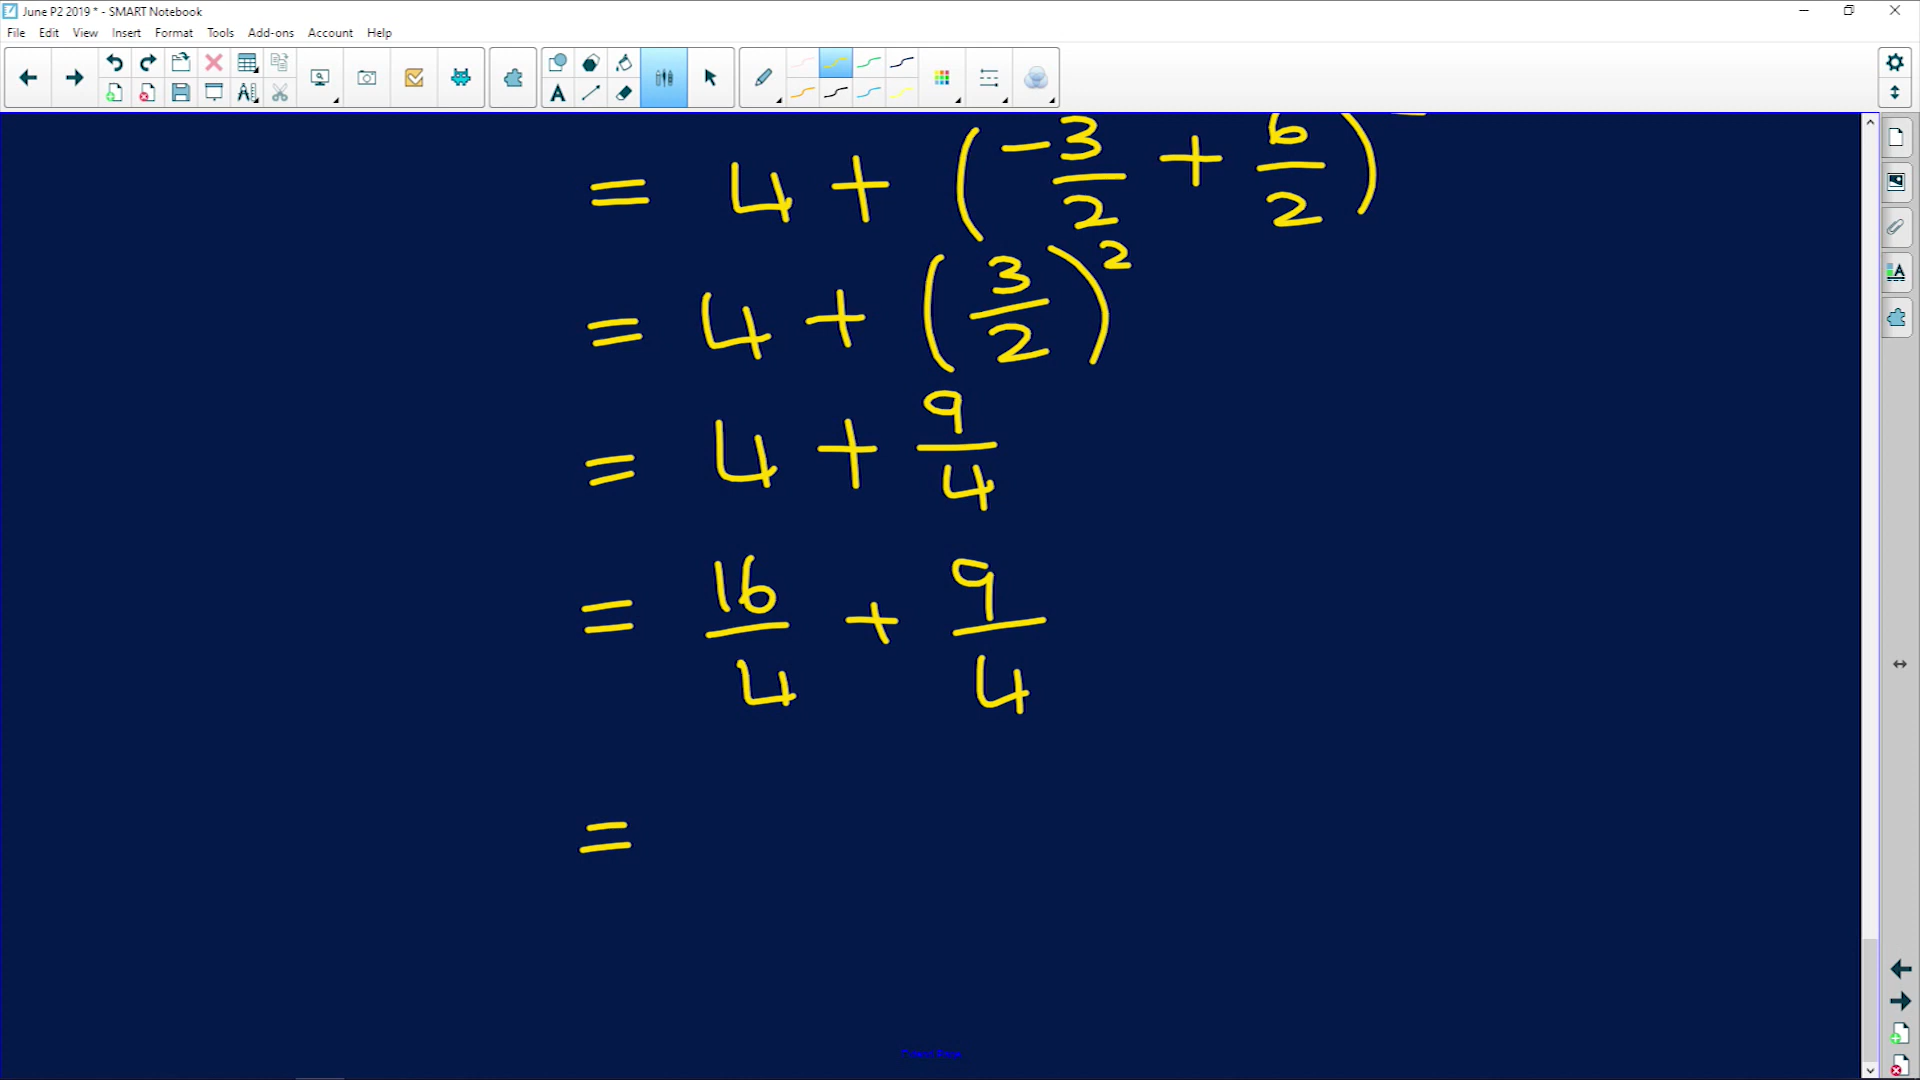 June P2 2019 * - SMART Notebook
File Edit View Insert Format Tools Add-ons Account Help
= 4 + (-3/2 + 6/2)
= 4 + (3/2)²
= 4 + 9/4
= 16/4 + 9/4
=